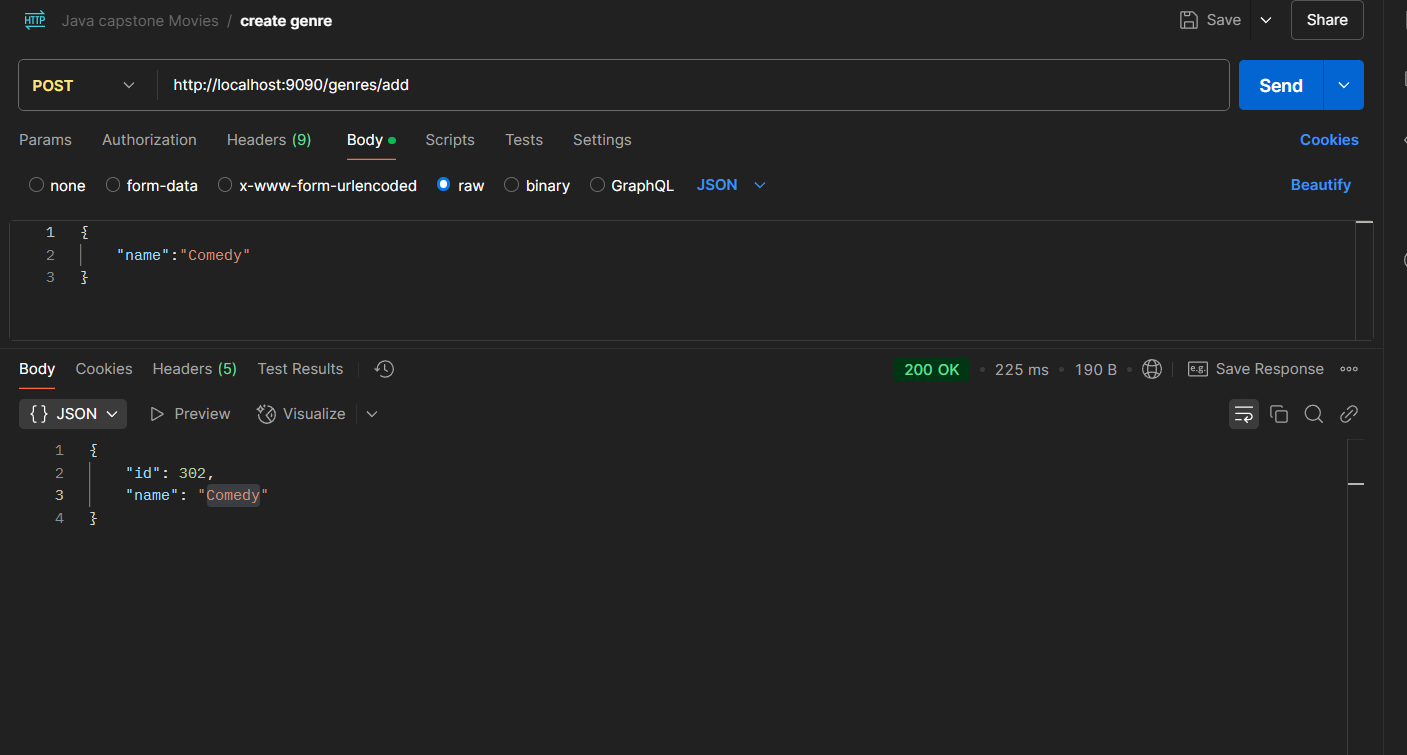 HTTP Java capstone Movies / create genre Save Share
POST http://localhost:9090/genres/add Send
Params Authorization Headers (9) Body Scripts Tests Settings Cookies
none form-data x-www-form-urlencoded raw binary GraphQL JSON Beautify
1 {
2 "name":"Comedy"
3 }
Body Cookies Headers (5) Test Results 200 OK 225 ms 190 B e.g. Save Response
{} JSON Preview Visualize
1 {
2 "id": 302,
3 "name": "Comedy"
4 }